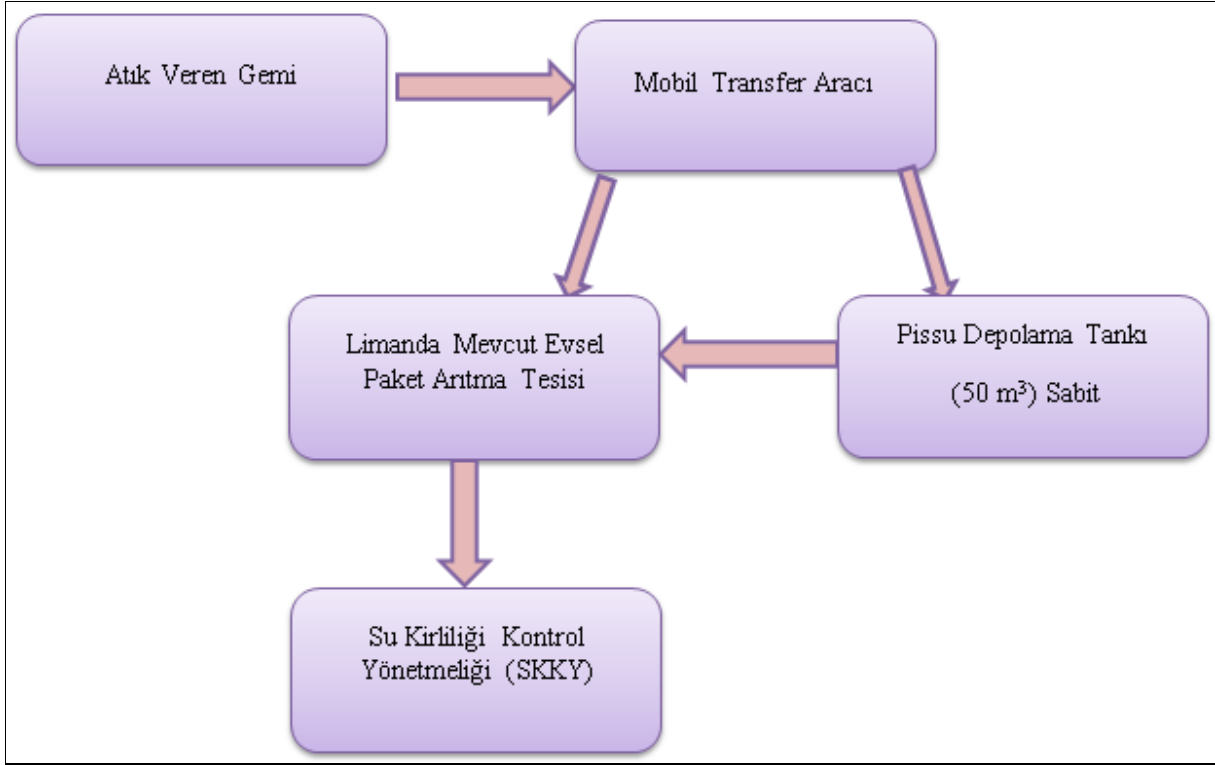 Atık Veren Gemi
Mobil Transfer Aracı
Limanda Mevcut Evsel
Paket Arıtma Tesisi
Pissu Depolama Tankı
(50 m³) Sabit
Su Kirliliği Kontrol
Yönetmeliği (SKKY)